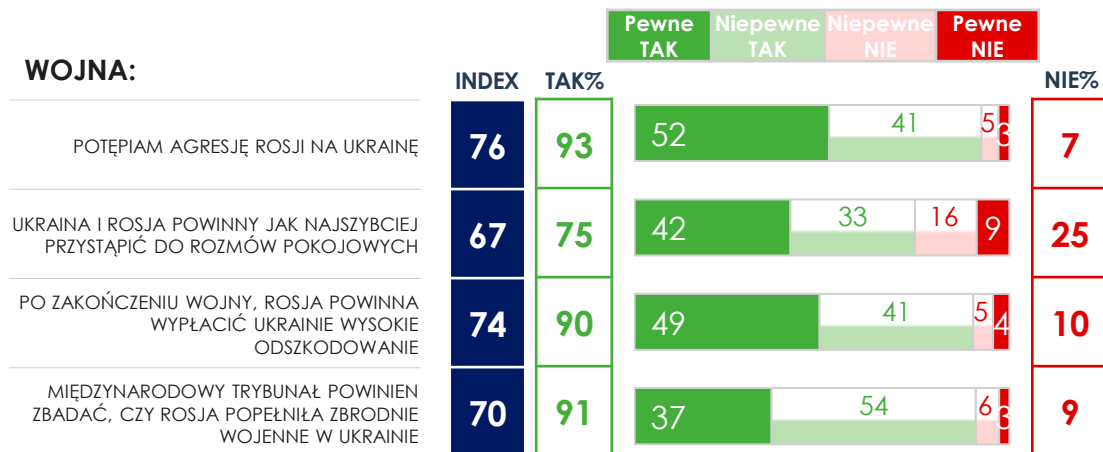 Pewne Niepewne Niepewne Pewne
TAK TAK NIE NIE
WOJNA:
INDEX TAK% NIE%
POTĘPIAM AGRESJĘ ROSJI NA UKRAINĘ
76 93 52 41 5 3 7
UKRAINA I ROSJA POWINNY JAK NAJSZYBCIEJ
PRZYSTĄPIĆ DO ROZMÓW POKOJOWYCH
67 75 42 33 16 9 25
PO ZAKOŃCZENIU WOJNY, ROSJA POWINNA
WYPŁACIĆ UKRAINIE WYSOKIE
ODSZKODOWANIE
74 90 49 41 5 4 10
MIĘDZYNARODOWY TRYBUNAŁ POWINIEN
ZBADAĆ, CZY ROSJA POPEŁNIŁA ZBRODNIE
WOJENNE W UKRAINIE
70 91 37 54 6 3 9